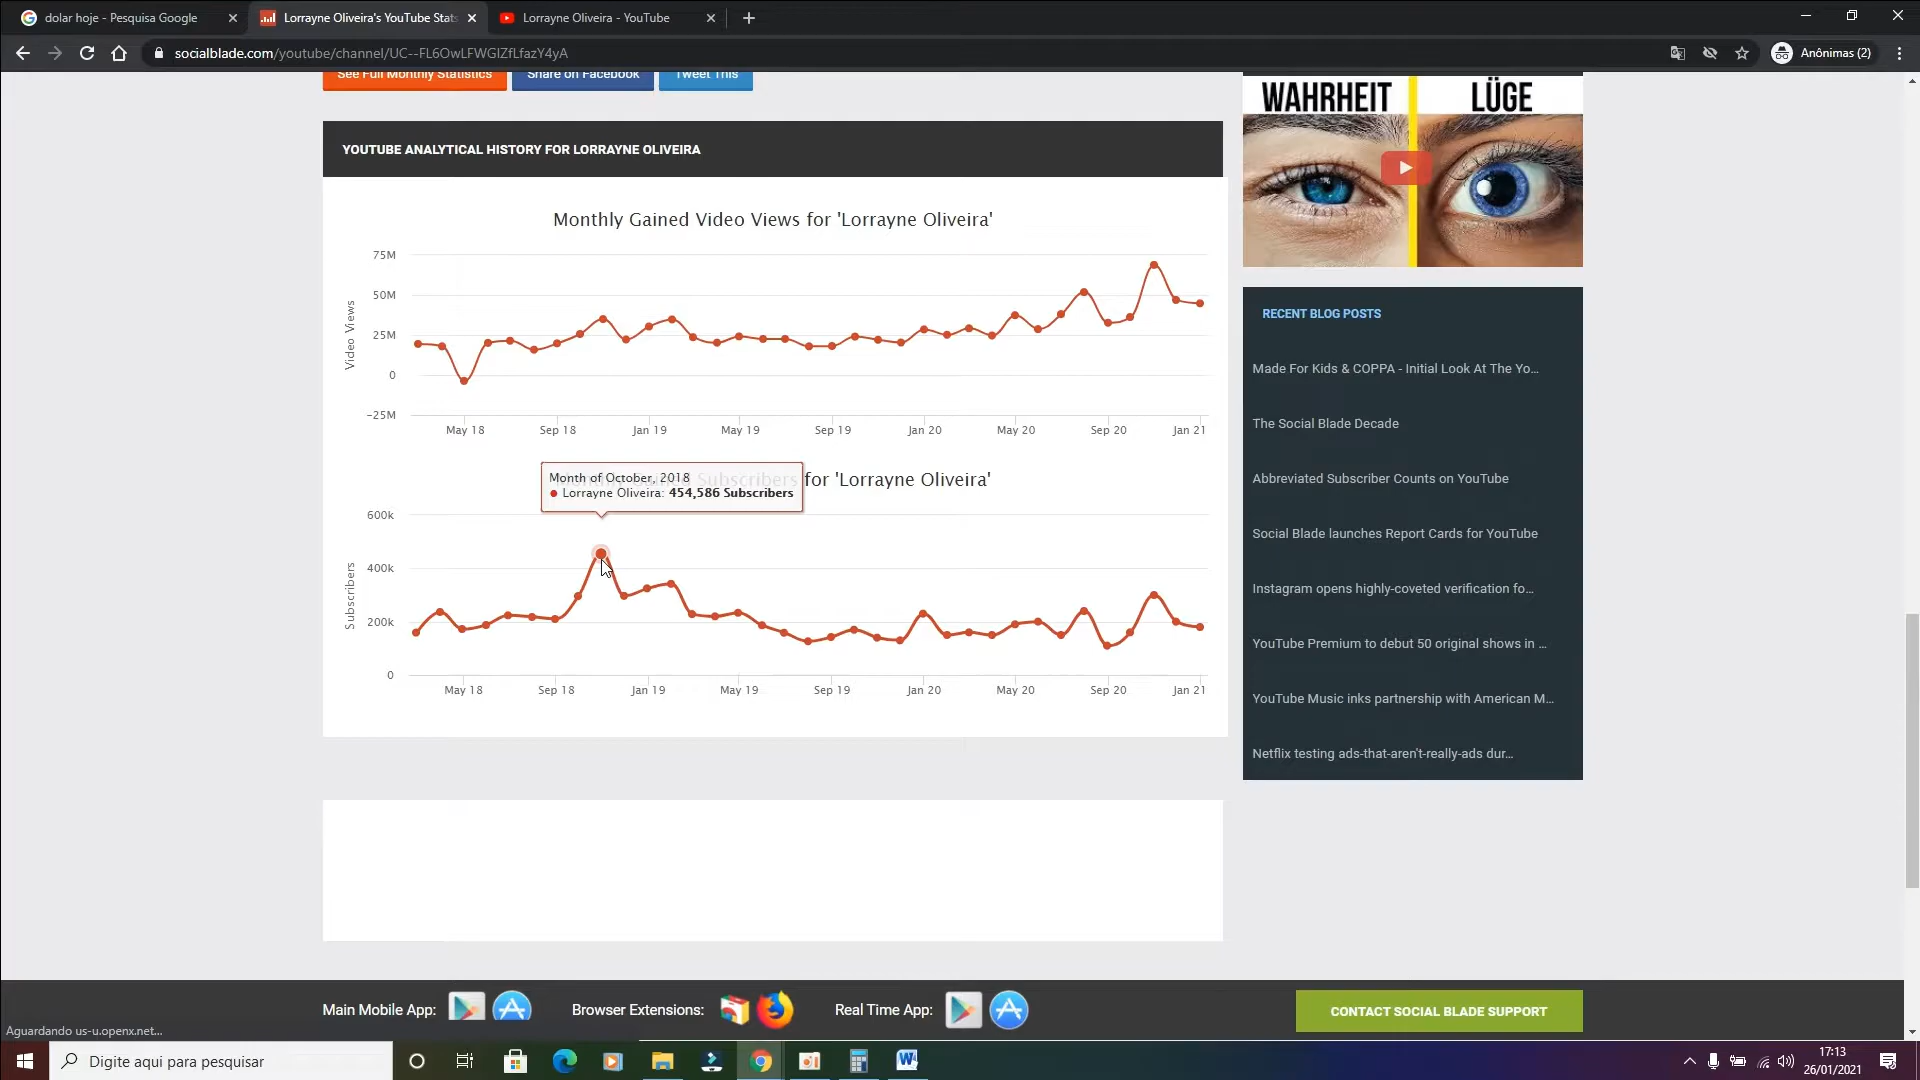 dolar hoje - Pesquisa Google
Lorrayne Oliveira's YouTube Stats
Lorrayne Oliveira - YouTube
socialblade.com/youtube/channel/UC--FL6OwLFWGlZfLfazY4yA
Anônimas (2)
See Full Monthly Statistics
Share on Facebook
Tweet This
WAHRHEIT
LÜGE
YOUTUBE ANALYTICAL HISTORY FOR LORRAYNE OLIVEIRA
Monthly Gained Video Views for 'Lorrayne Oliveira'
Video Views
75M
50M
25M
0
-25M
May 18
Sep 18
Jan 19
May 19
Sep 19
Jan 20
May 20
Sep 20
Jan 21
Month of October, 2018
Lorrayne Oliveira: 454,586 Subscribers
Subscribers for 'Lorrayne Oliveira'
Subscribers
600k
400k
200k
0
May 18
Sep 18
Jan 19
May 19
Sep 19
Jan 20
May 20
Sep 20
Jan 21
RECENT BLOG POSTS
Made For Kids & COPPA - Initial Look At The Yo...
The Social Blade Decade
Abbreviated Subscriber Counts on YouTube
Social Blade launches Report Cards for YouTube
Instagram opens highly-coveted verification fo...
YouTube Premium to debut 50 original shows in ...
YouTube Music inks partnership with American M...
Netflix testing ads-that-aren't-really-ads dur...
Main Mobile App:
Browser Extensions:
Real Time App:
CONTACT SOCIAL BLADE SUPPORT
Aguardando us-u.openx.net...
Digite aqui para pesquisar
17:13
26/01/2021